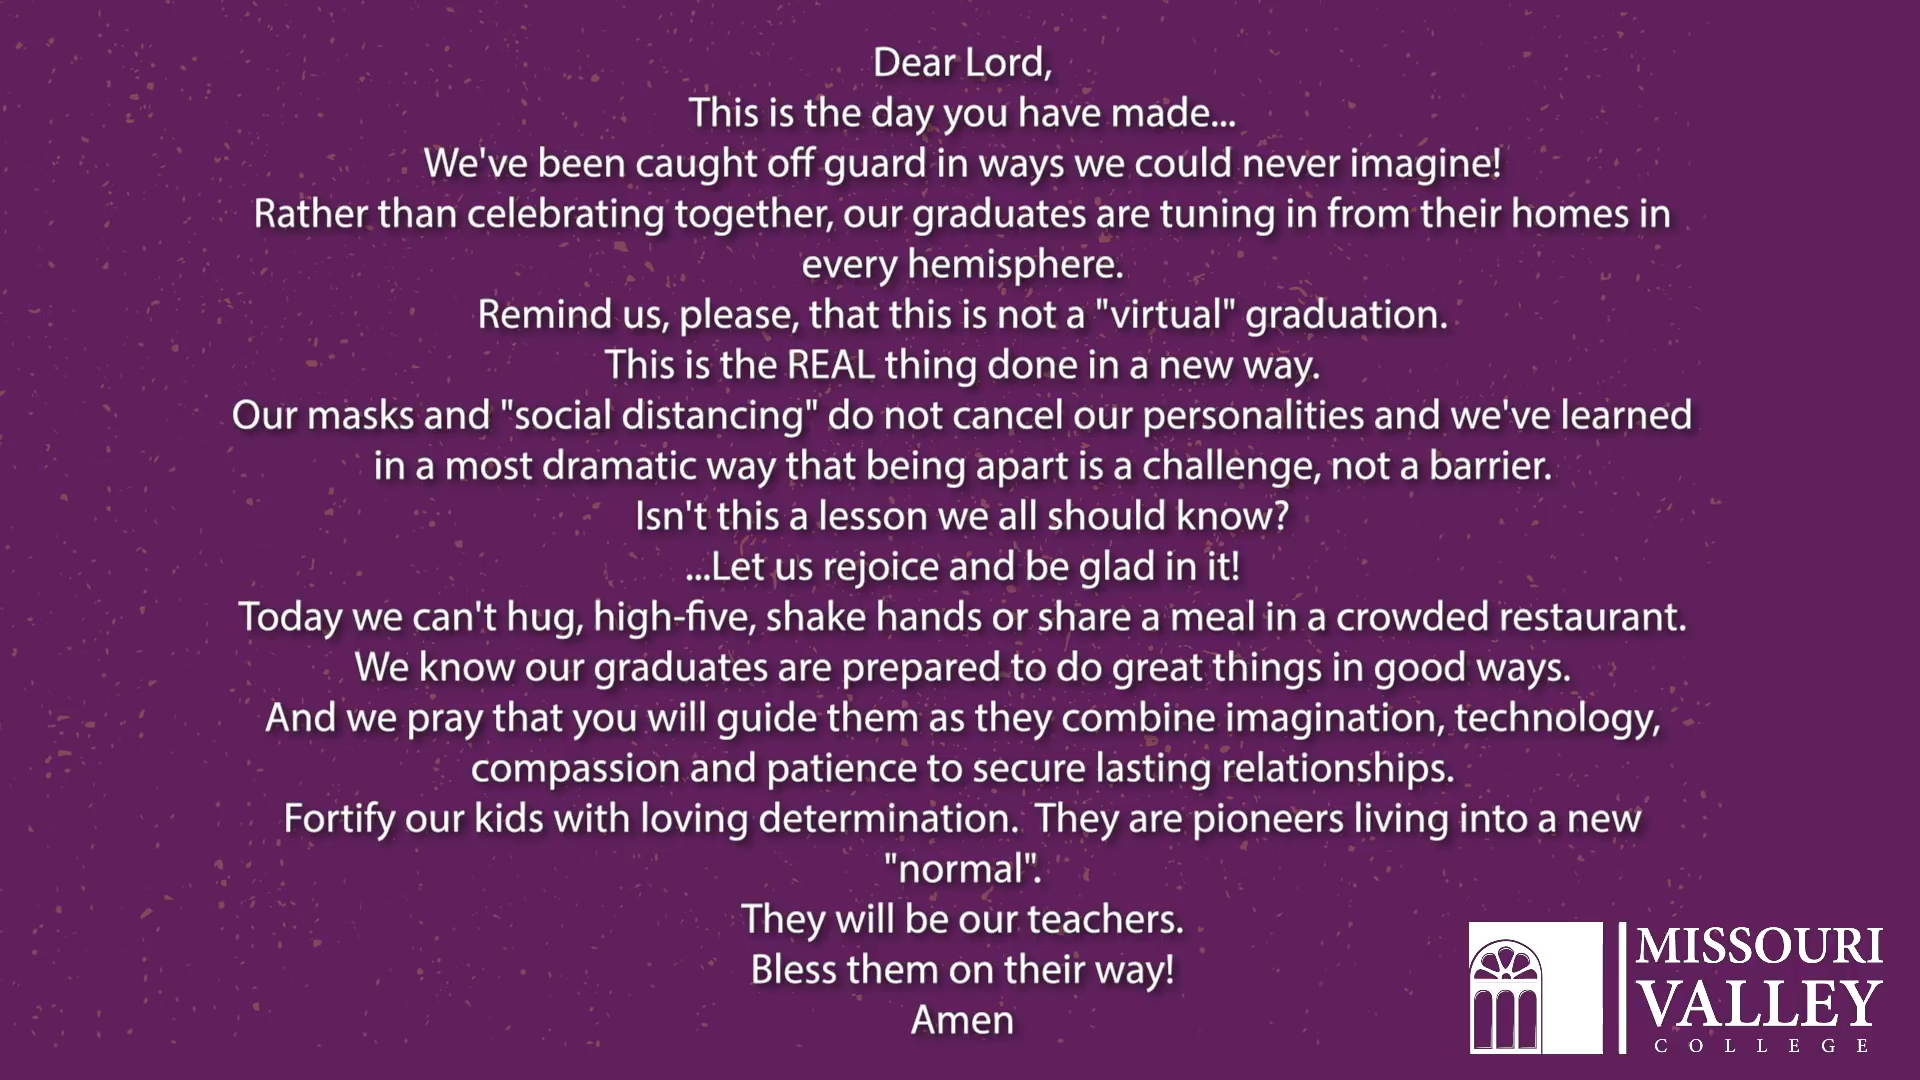 Dear Lord,
This is the day you have made...
We've been caught off guard in ways we could never imagine!
Rather than celebrating together, our graduates are tuning in from their homes in
every hemisphere.
Remind us, please, that this is not a "virtual" graduation.
This is the REAL thing done in a new way.
Our masks and "social distancing" do not cancel our personalities and we've learned
in a most dramatic way that being apart is a challenge, not a barrier.
Isn't this a lesson we all should know?
...Let us rejoice and be glad in it!
Today we can't hug, high-five, shake hands or share a meal in a crowded restaurant.
We know our graduates are prepared to do great things in good ways.
And we pray that you will guide them as they combine imagination, technology,
compassion and patience to secure lasting relationships.
Fortify our kids with loving determination.  They are pioneers living into a new
"normal".
They will be our teachers.
Bless them on their way!
Amen
MISSOURI
VALLEY
COLLEGE